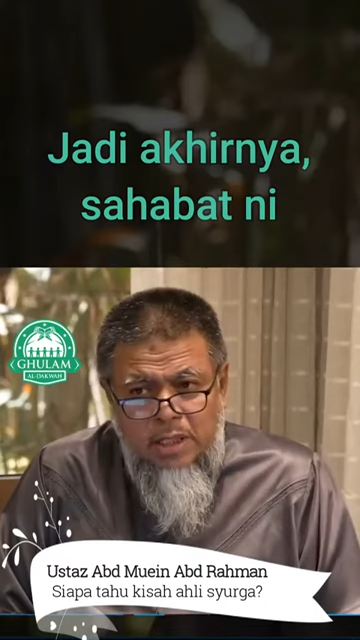 Jadi akhirnya,
sahabat ni
GHULAM
AL-DAKWAH
Ustaz Abd Muein Abd Rahman
Siapa tahu kisah ahli syurga?